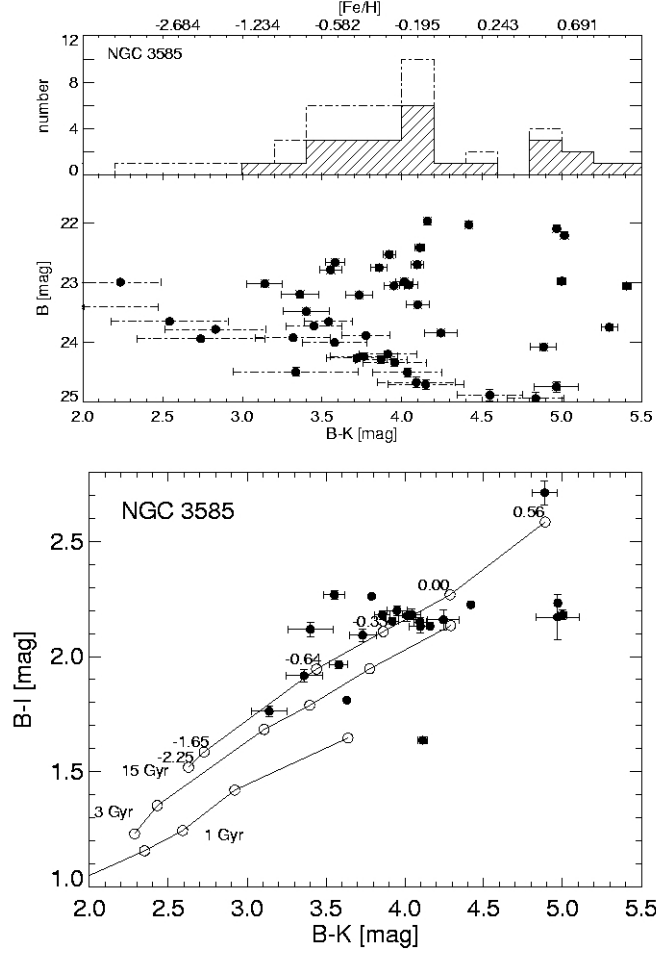 [Fe/H]
-2.684 -1.234 -0.582 -0.195 0.243 0.691
12
NGC 3585
8
number
4
0
22
23
B [mag]
24
25
2.0 2.5 3.0 3.5 4.0 4.5 5.0 5.5
B-K [mag]
NGC 3585
0.56
2.5
0.00
-0.33
B-I [mag]
2.0
-0.64
-1.65
-2.25
15 Gyr
1.5
3 Gyr
1 Gyr
1.0
2.0 2.5 3.0 3.5 4.0 4.5 5.0 5.5
B-K [mag]